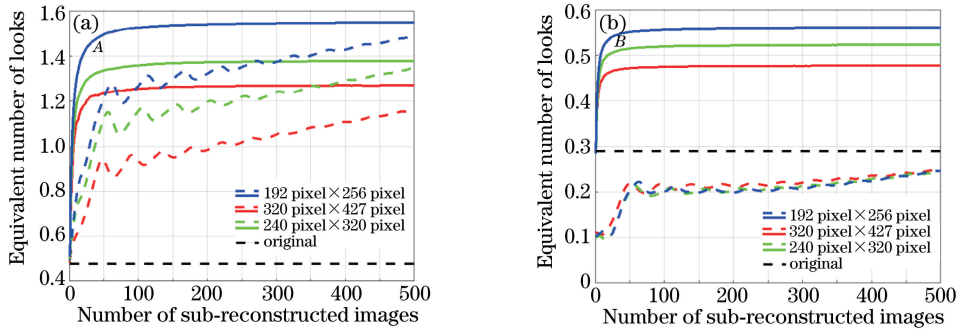 (a)
Equivalent number of looks
1.6
1.4
1.2
1.0
0.8
0.6
0.4
A
192 pixel×256 pixel
320 pixel×427 pixel
240 pixel×320 pixel
original
0 100 200 300 400 500
Number of sub-reconstructed images
(b)
Equivalent number of looks
0.6
0.5
0.4
0.3
0.2
0.1
0
B
192 pixel×256 pixel
320 pixel×427 pixel
240 pixel×320 pixel
original
0 100 200 300 400 500
Number of sub-reconstructed images